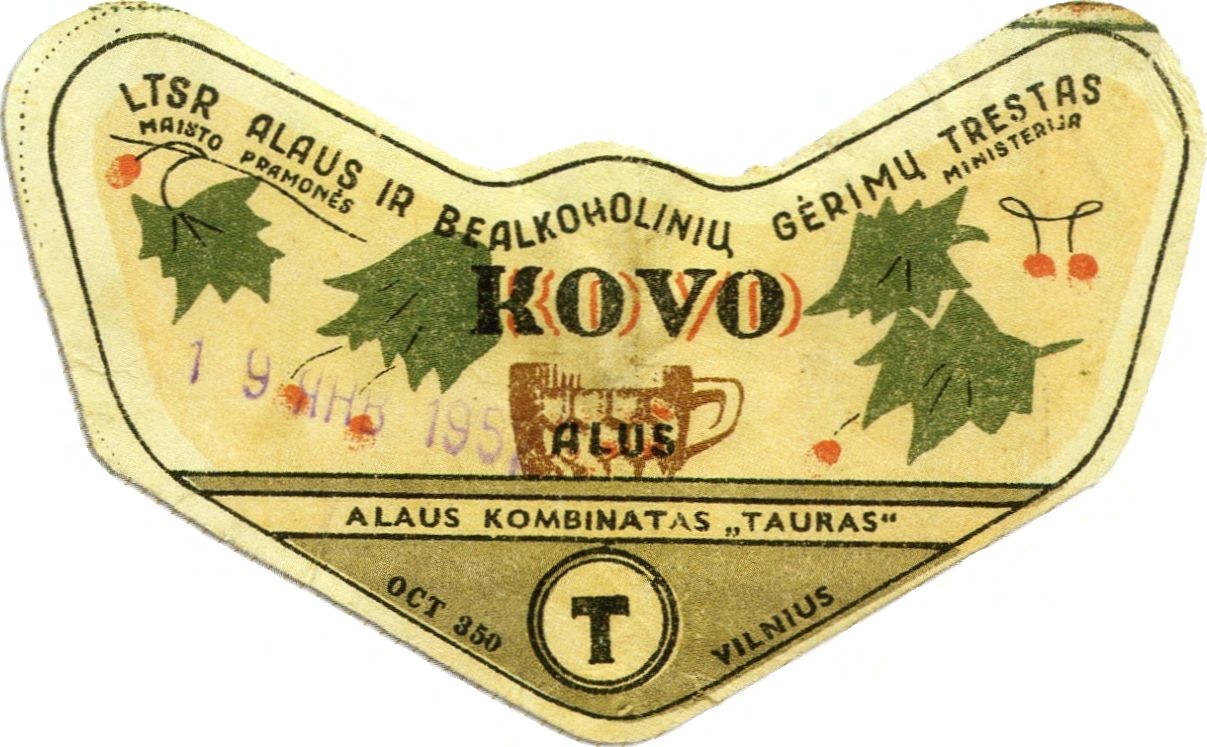 LTSR ALAUS IR BEALKOHOLINIŲ GĖRIMŲ TRESTAS
MAISTO PRAMONĖS MINISTERIJA
KOVO
ALUS
19 ЯНВ 195
ALAUS KOMBINATAS „TAURAS“
T
ОСТ 350
VILNIUS